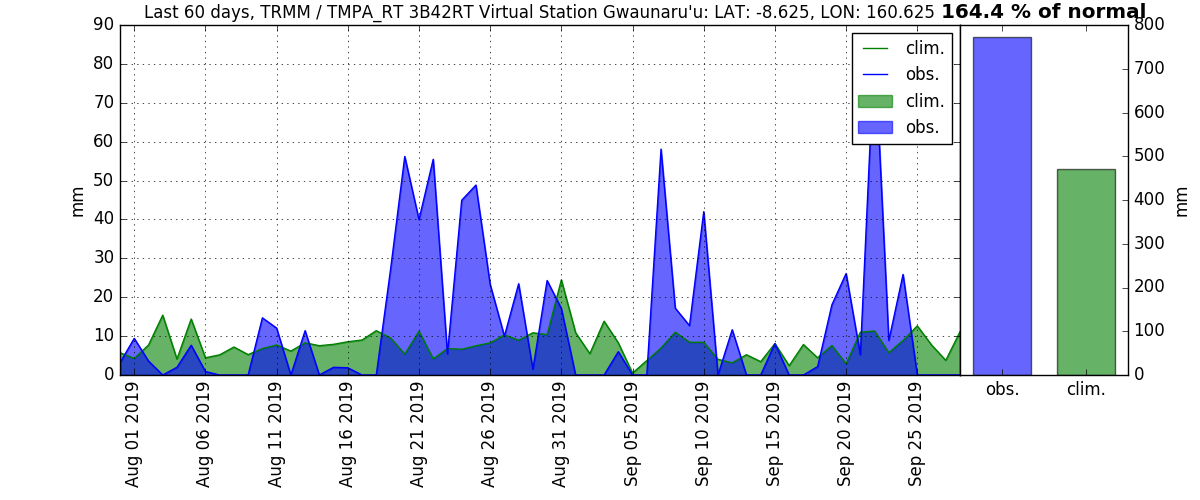 Last 60 days, TRMM / TMPA_RT 3B42RT Virtual Station Gwaunaru'u: LAT: -8.625, LON: 160.625 164.4 % of normal
90
80
70
60
50
40
30
20
10
0
mm
clim.
obs.
clim.
obs.
Aug 01 2019
Aug 06 2019
Aug 11 2019
Aug 16 2019
Aug 21 2019
Aug 26 2019
Aug 31 2019
Sep 05 2019
Sep 10 2019
Sep 15 2019
Sep 20 2019
Sep 25 2019
800
700
600
500
400
300
200
100
0
mm
obs.
clim.